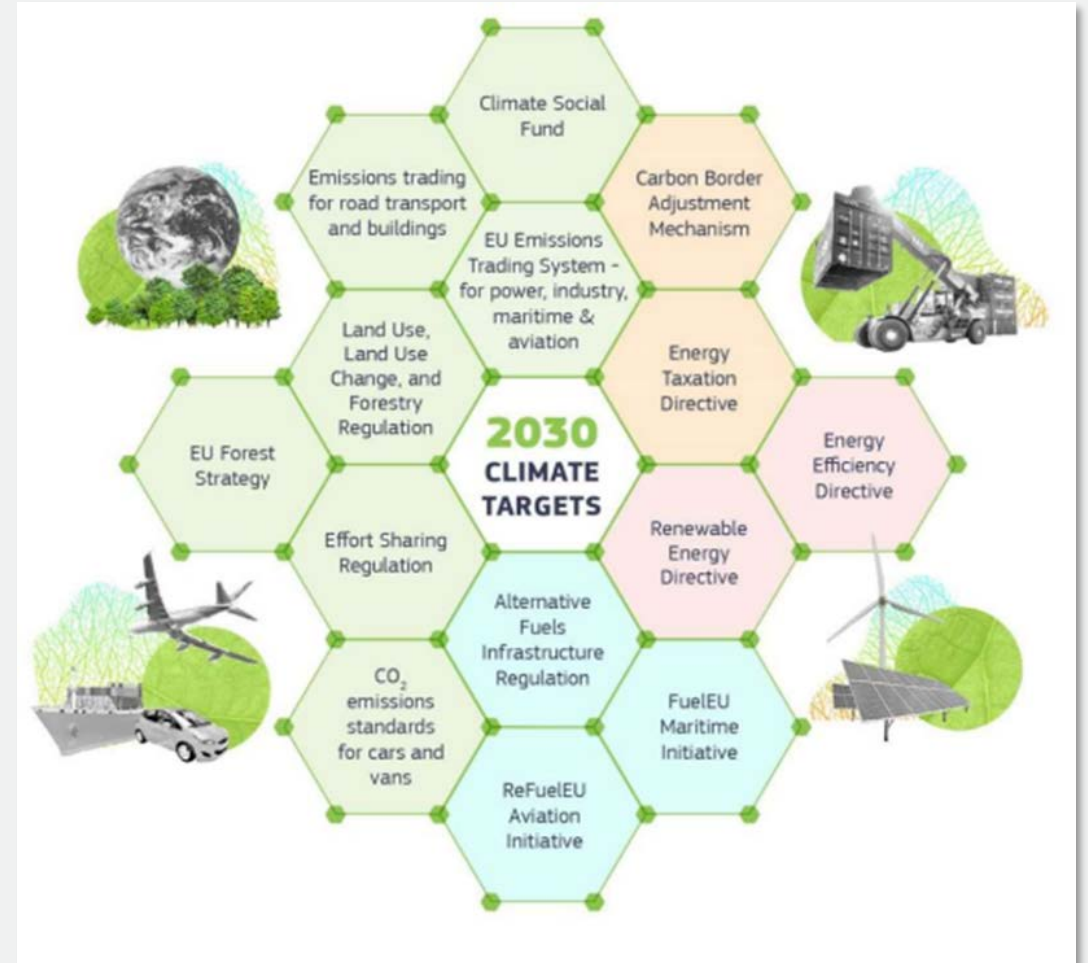 Climate Social
Fund
Emissions trading
for road transport
and buildings
Carbon Border
Adjustment
Mechanism
EU Emissions
Trading System -
for power, industry,
maritime &
aviation
Land Use,
Land Use
Change, and
Forestry
Regulation
Energy
Taxation
Directive
2030
CLIMATE
TARGETS
EU Forest
Strategy
Energy
Efficiency
Directive
Effort Sharing
Regulation
Renewable
Energy
Directive
Alternative
Fuels
Infrastructure
Regulation
CO₂
emissions
standards
for cars and
vans
FuelEU
Maritime
Initiative
ReFuelEU
Aviation
Initiative